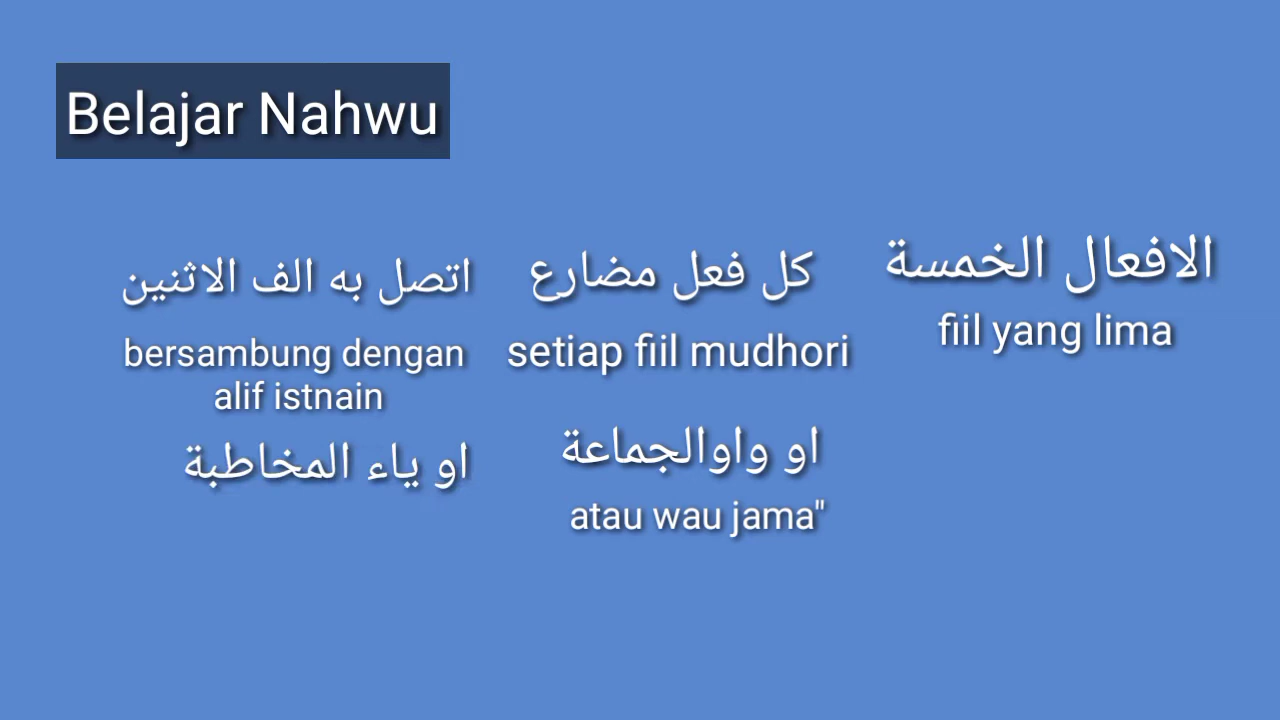 Belajar Nahwu
الافعال الخمسة
fiil yang lima
كل فعل مضارع
setiap fiil mudhori
اتصل به الف الاثنين
bersambung dengan
alif istnain
او واوالجماعة
atau wau jama"
او ياء المخاطبة